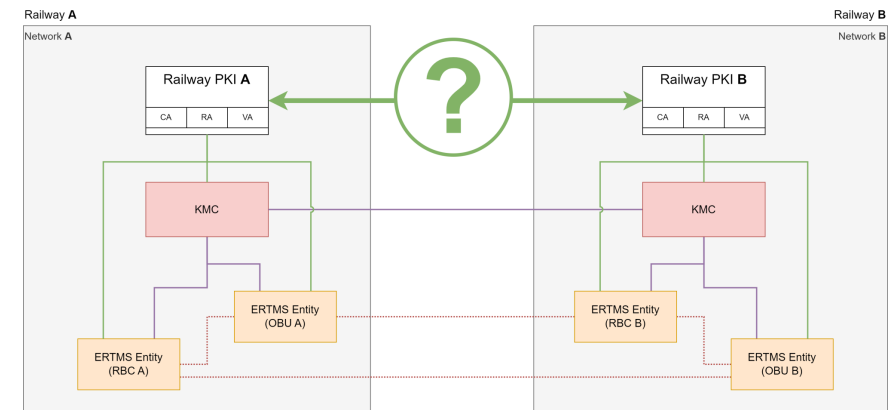 Railway A
Railway B
Network A
Network B
?
Railway PKI A
CA
RA
VA
Railway PKI B
CA
RA
VA
KMC
KMC
ERTMS Entity
(OBU A)
ERTMS Entity
(RBC B)
ERTMS Entity
(RBC A)
ERTMS Entity
(OBU B)